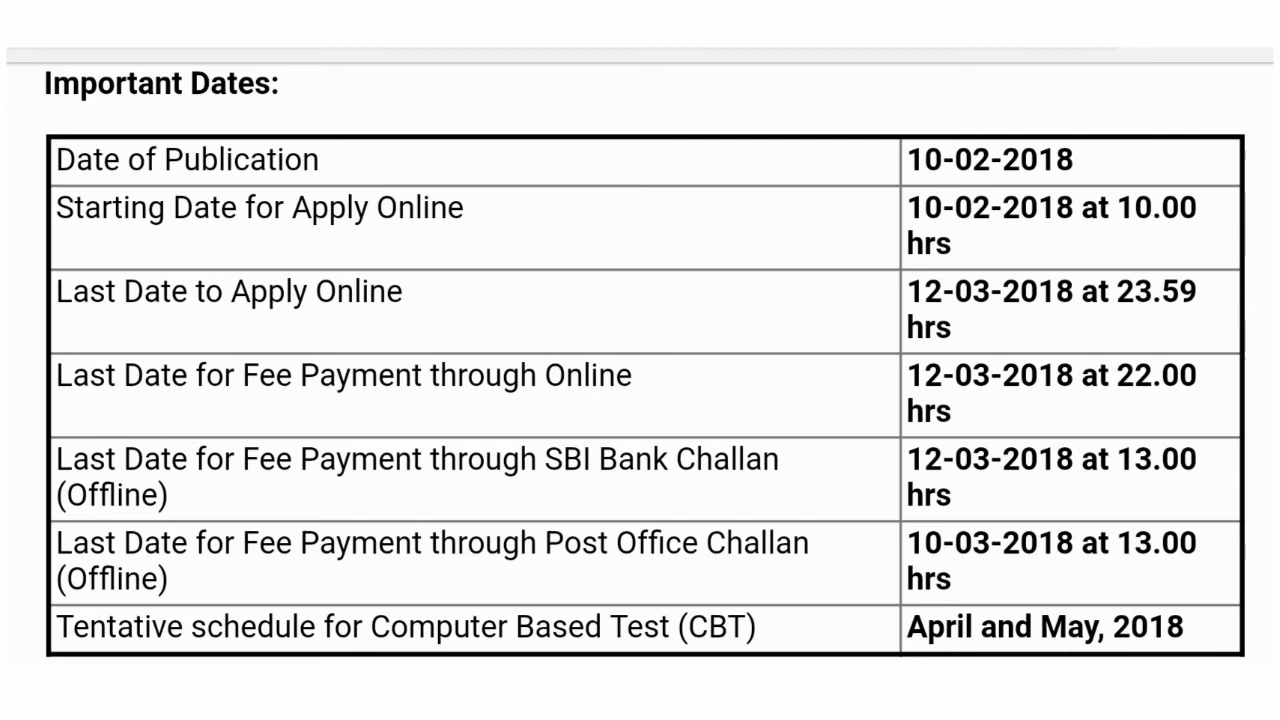 Important Dates:
Date of Publication
10-02-2018
Starting Date for Apply Online
10-02-2018 at 10.00
hrs
Last Date to Apply Online
12-03-2018 at 23.59
hrs
Last Date for Fee Payment through Online
12-03-2018 at 22.00
hrs
Last Date for Fee Payment through SBI Bank Challan
(Offline)
12-03-2018 at 13.00
hrs
Last Date for Fee Payment through Post Office Challan
(Offline)
10-03-2018 at 13.00
hrs
Tentative schedule for Computer Based Test (CBT)
April and May, 2018